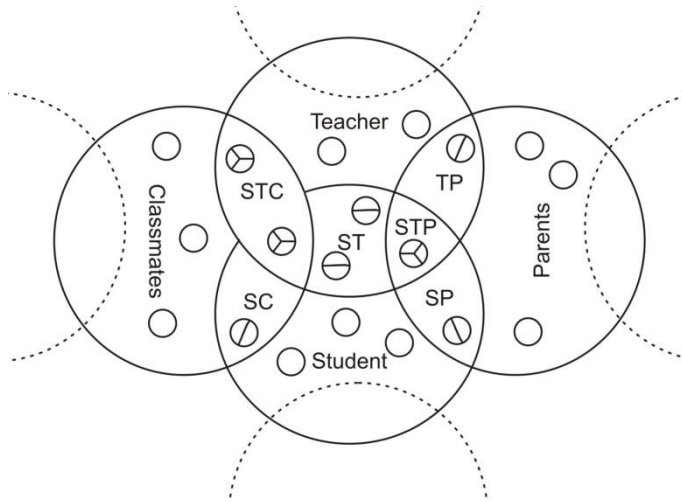 Teacher
TP
STC
Classmates
STP
ST
Parents
SC
SP
Student